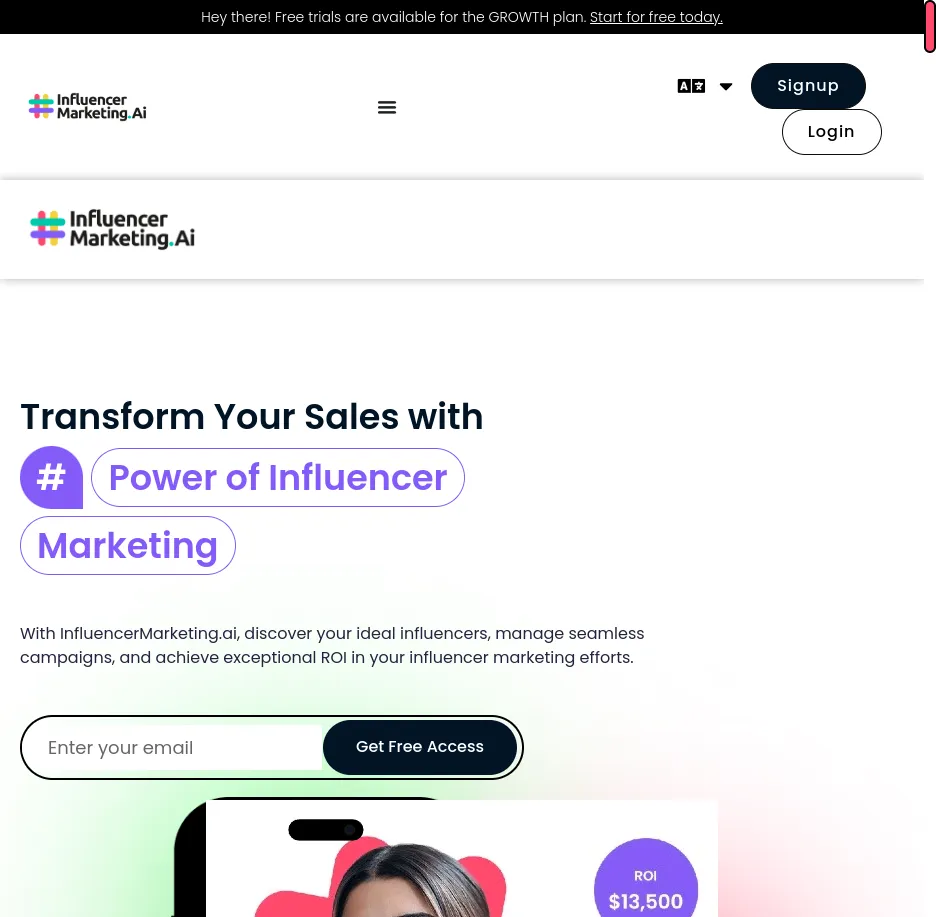 Hey there! Free trials are available for the GROWTH plan. Start for free today.
Influencer
Marketing.Ai
Signup
Login
Influencer
Marketing.Ai
Transform Your Sales with
# Power of Influencer
Marketing
With InfluencerMarketing.ai, discover your ideal influencers, manage seamless
campaigns, and achieve exceptional ROI in your influencer marketing efforts.
Enter your email
Get Free Access
ROI
$13,500